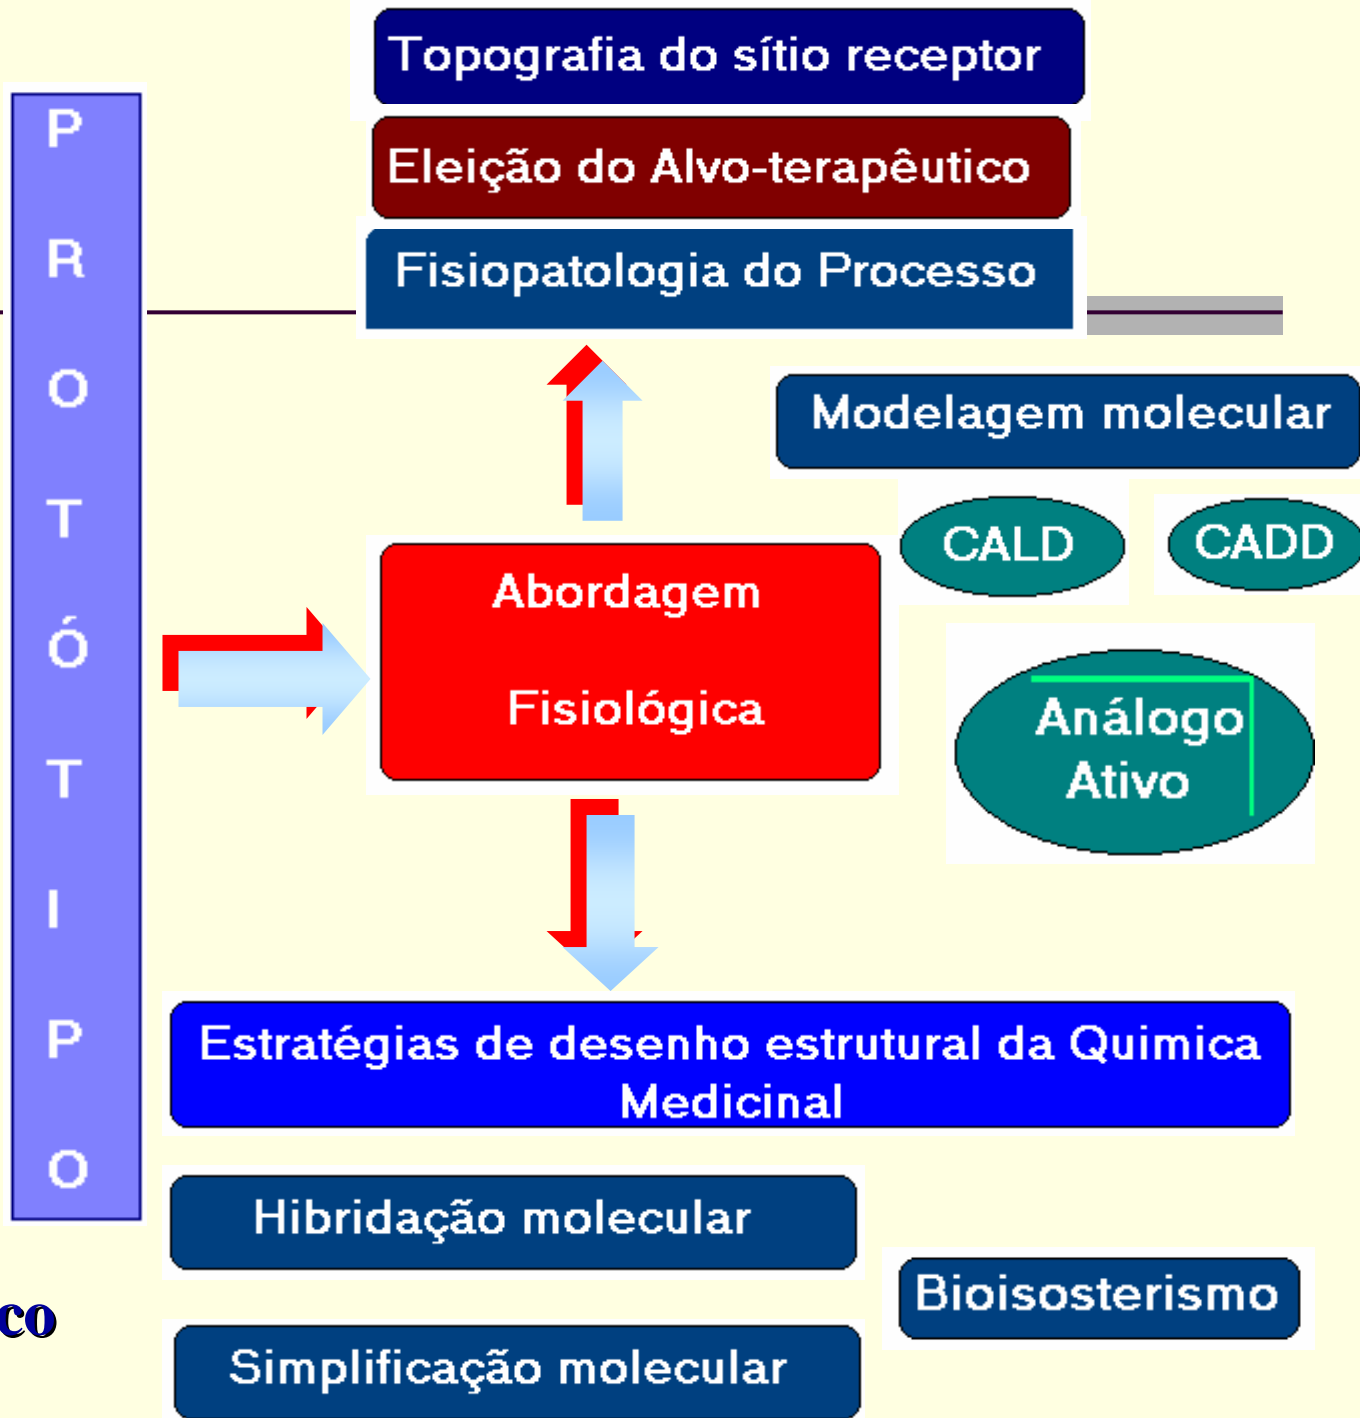 P
R
O
T
Ó
T
I
P
O
Topografia do sítio receptor
Eleição do Alvo-terapêutico
Fisiopatologia do Processo
Modelagem molecular
CALD
CADD
Abordagem
Fisiológica
Análogo
Ativo
Estratégias de desenho estrutural da Quimica
Medicinal
Hibridação molecular
Bioisosterismo
co
Simplificação molecular